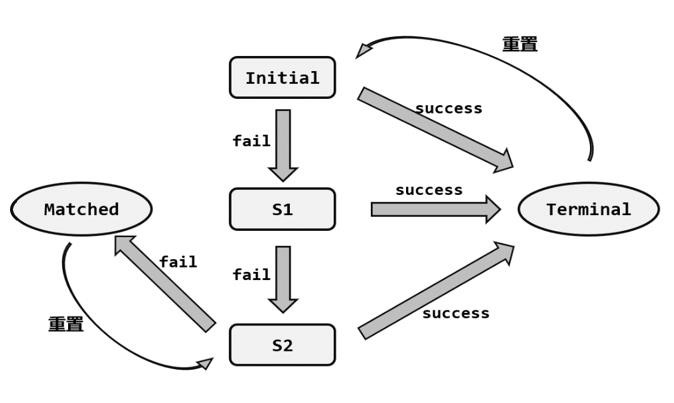 重置
Initial
success
fail
success
Matched
S1
Terminal
fail
fail
success
重置
S2